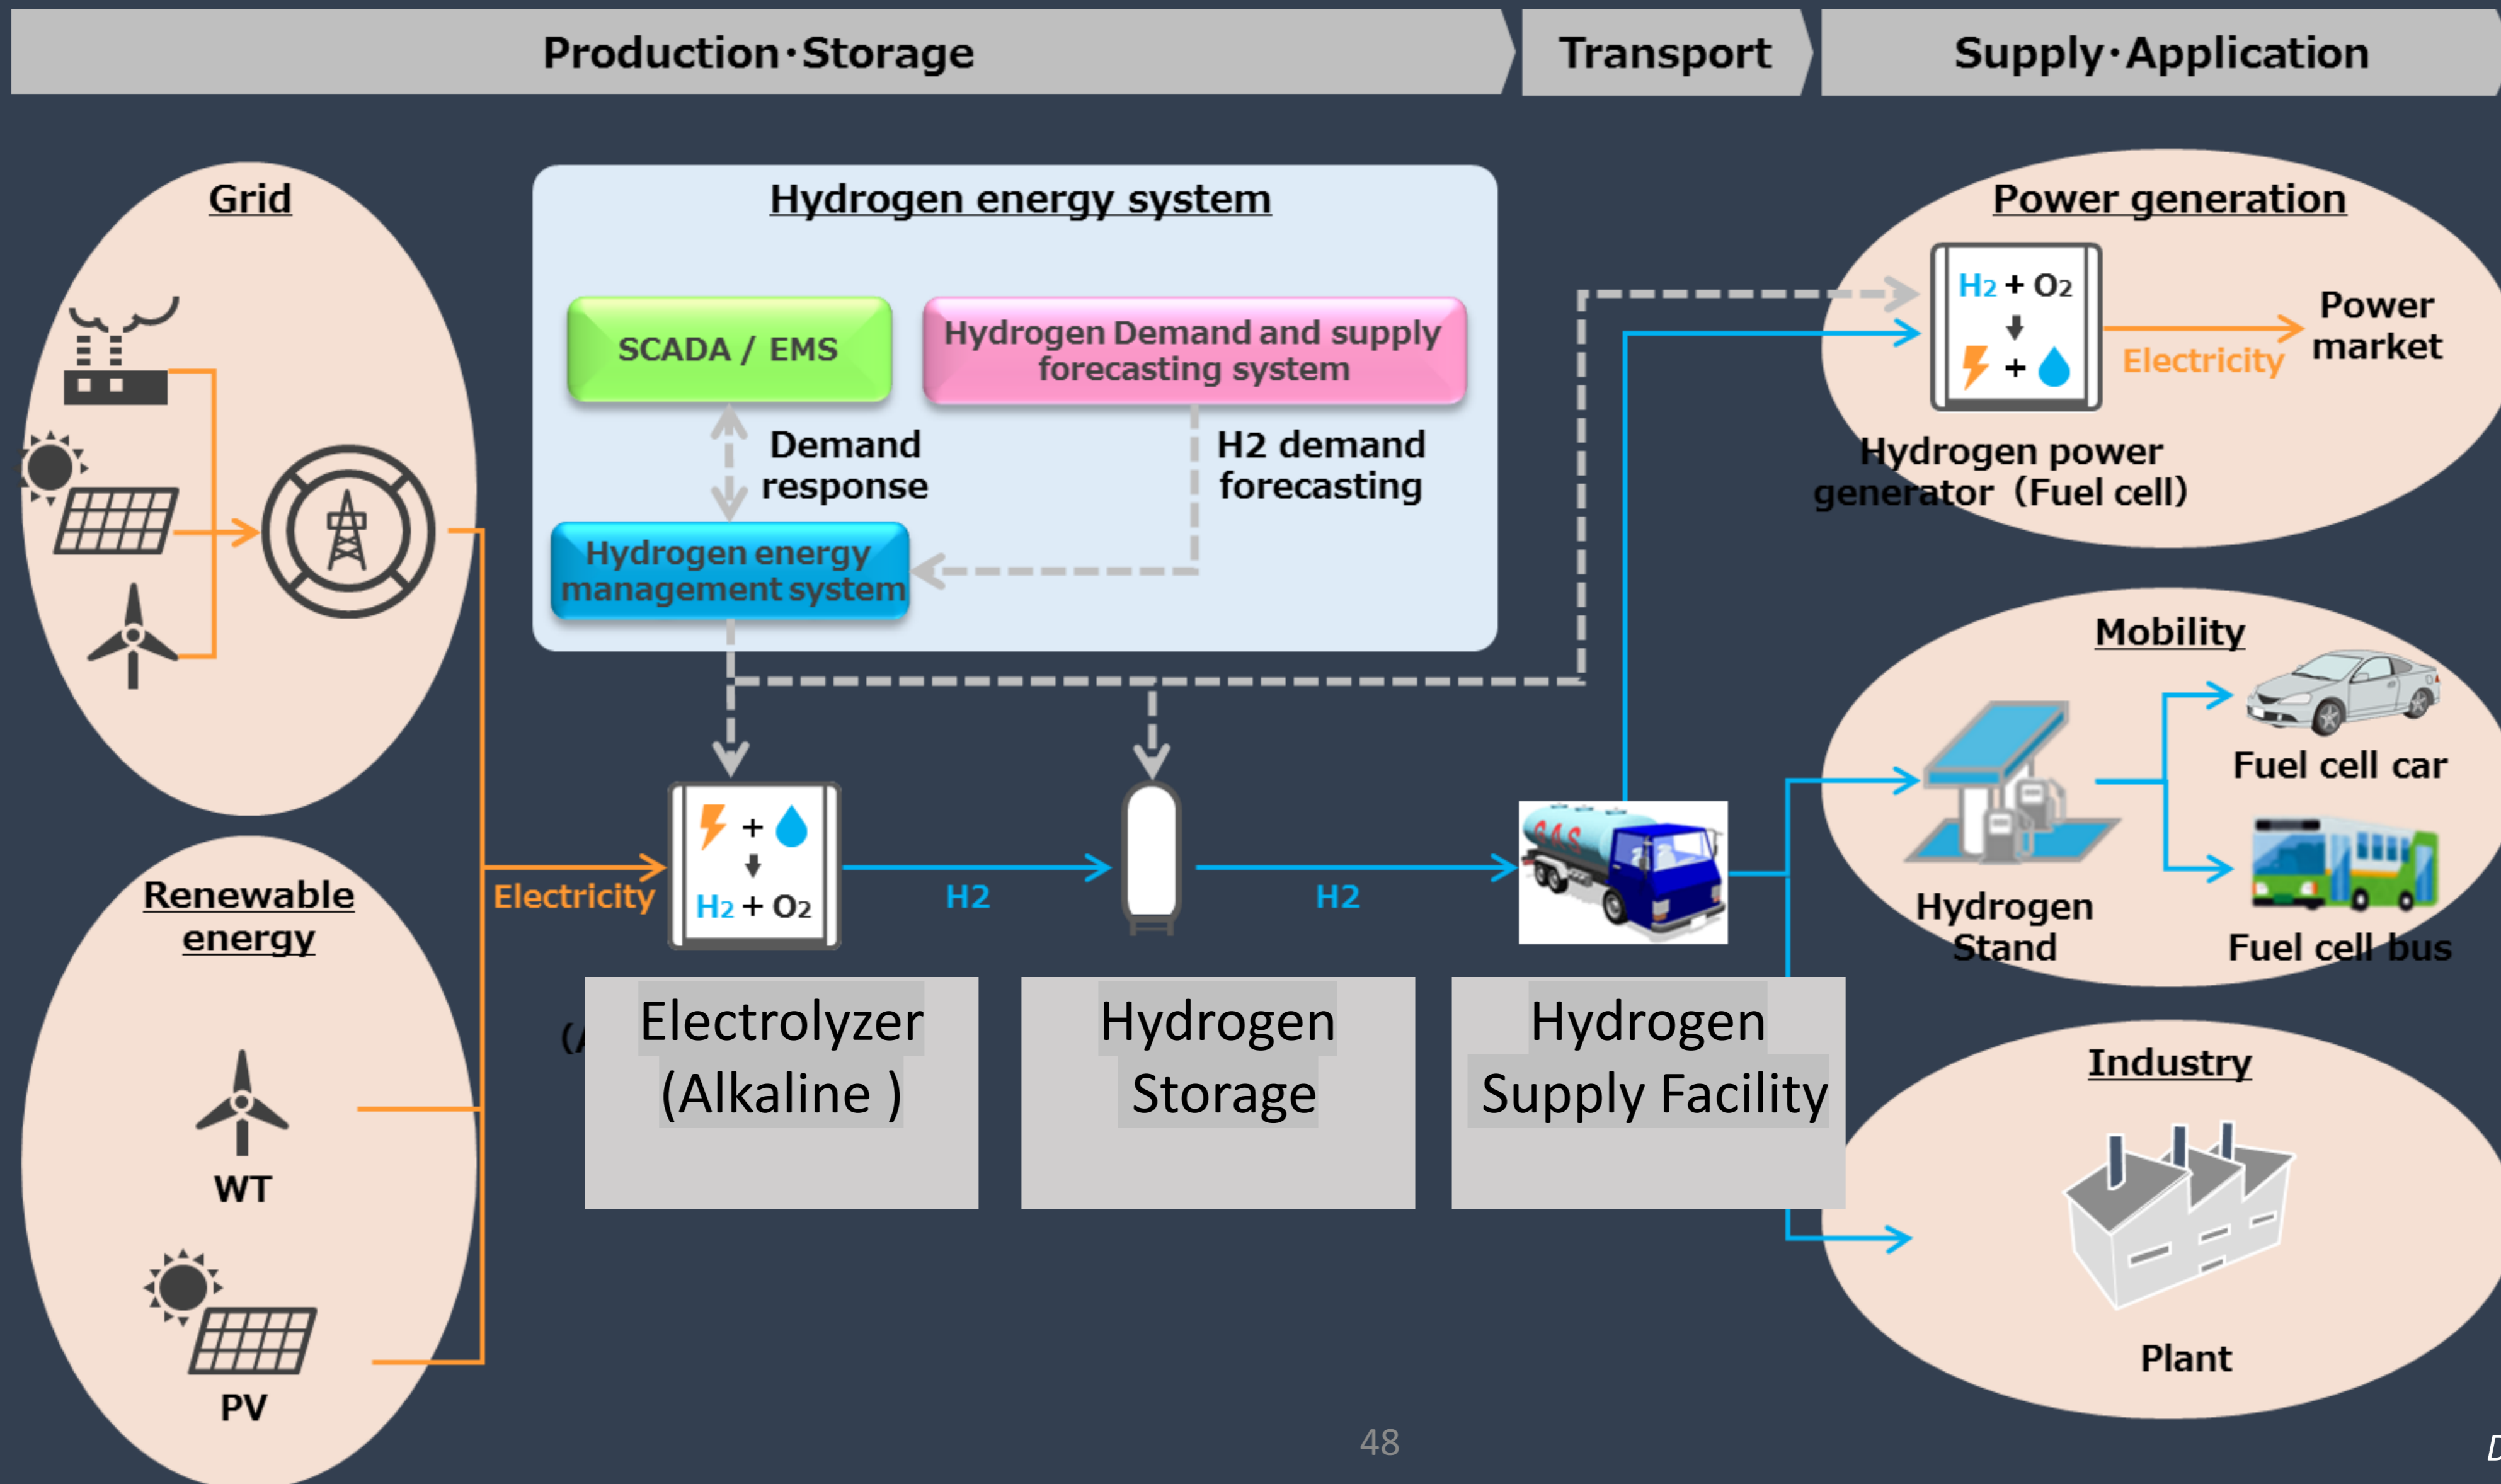 Production·Storage
Transport
Supply·Application
Grid
Hydrogen energy system
SCADA / EMS
Hydrogen Demand and supply
forecasting system
Demand
response
H2 demand
forecasting
Hydrogen energy
management system
Power generation
H2 + O2
+
Electricity
Power
market
Hydrogen power
generator (Fuel cell)
Mobility
Fuel cell car
Hydrogen
Stand
Fuel cell bus
Renewable
energy
WT
PV
Electricity
+
H2 + O2
H2
H2
GAS
Electrolyzer
(Alkaline )
Hydrogen
Storage
Hydrogen
Supply Facility
Industry
Plant
48